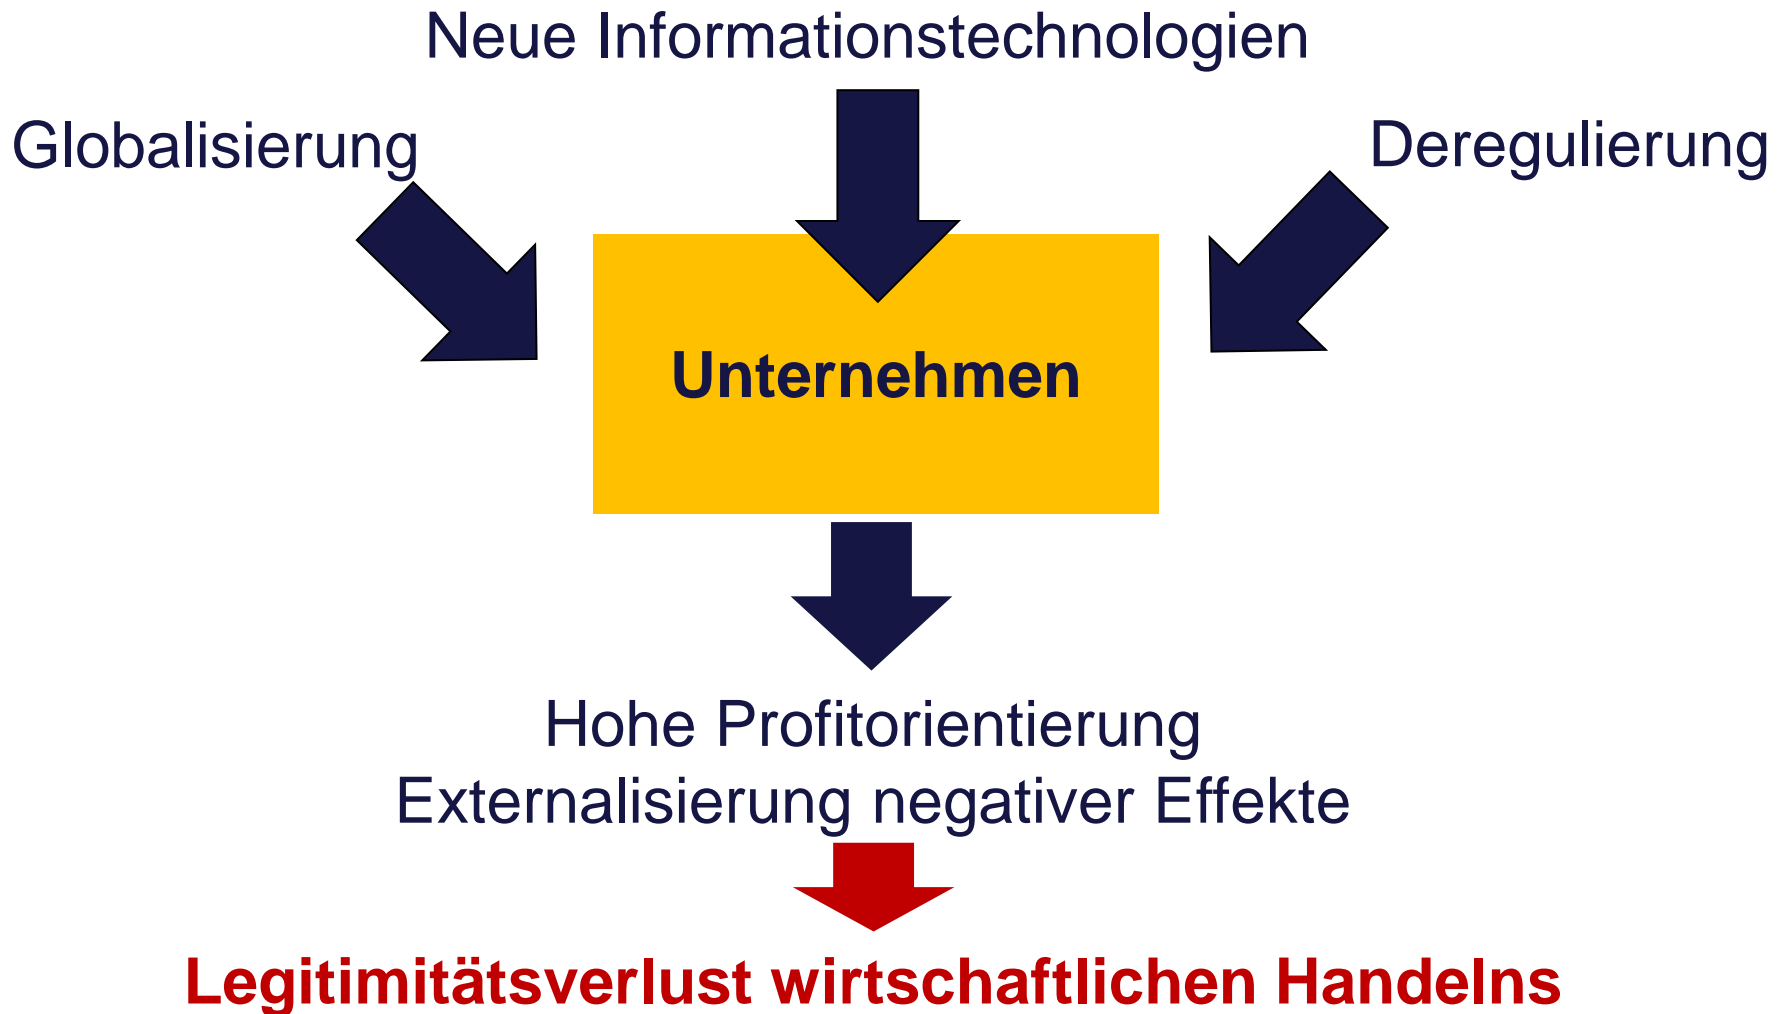 Neue Informationstechnologien
Globalisierung
Deregulierung
Unternehmen
Hohe Profitorientierung
Externalisierung negativer Effekte
Legitimitätsverlust wirtschaftlichen Handelns